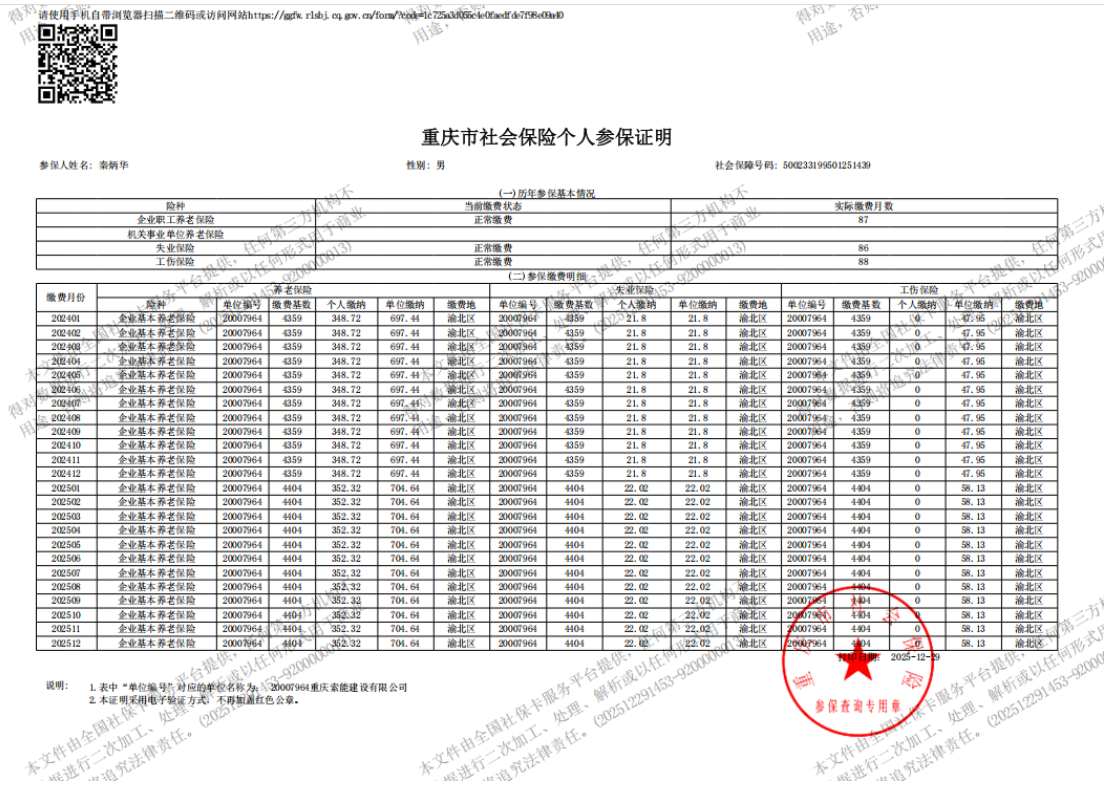 请使用手机自带浏览器扫描二维码或访问网站https://ggfw.rlsbj.cq.gov.cn/form/?code=1c725a3d055c4e0faedfde7f98e09a40
重庆市社会保险个人参保证明
参保人姓名: 秦炳华 性别: 男 社会保障号码: 500233199501251439
(一)历年参保基本情况
险种 当前缴费状态 实际缴费月数
企业职工养老保险 正常缴费 87
机关事业单位养老保险
失业保险 正常缴费 86
工伤保险 正常缴费 88
(二)参保缴费明细
缴费月份 养老保险 失业保险 工伤保险
险种 单位编号 缴费基数 个人缴纳 单位缴纳 缴费地 单位编号 缴费基数 个人缴纳 单位缴纳 缴费地 单位编号 缴费基数 个人缴纳 单位缴纳 缴费地
202401 企业基本养老保险 20007964 4359 348.72 697.44 渝北区 20007964 4359 21.8 21.8 渝北区 20007964 4359 0 47.95 渝北区
202402 企业基本养老保险 20007964 4359 348.72 697.44 渝北区 20007964 4359 21.8 21.8 渝北区 20007964 4359 0 47.95 渝北区
202403 企业基本养老保险 20007964 4359 348.72 697.44 渝北区 20007964 4359 21.8 21.8 渝北区 20007964 4359 0 47.95 渝北区
202404 企业基本养老保险 20007964 4359 348.72 697.44 渝北区 20007964 4359 21.8 21.8 渝北区 20007964 4359 0 47.95 渝北区
202405 企业基本养老保险 20007964 4359 348.72 697.44 渝北区 20007964 4359 21.8 21.8 渝北区 20007964 4359 0 47.95 渝北区
202406 企业基本养老保险 20007964 4359 348.72 697.44 渝北区 20007964 4359 21.8 21.8 渝北区 20007964 4359 0 47.95 渝北区
202407 企业基本养老保险 20007964 4359 348.72 697.44 渝北区 20007964 4359 21.8 21.8 渝北区 20007964 4359 0 47.95 渝北区
202408 企业基本养老保险 20007964 4359 348.72 697.44 渝北区 20007964 4359 21.8 21.8 渝北区 20007964 4359 0 47.95 渝北区
202409 企业基本养老保险 20007964 4359 348.72 697.44 渝北区 20007964 4359 21.8 21.8 渝北区 20007964 4359 0 47.95 渝北区
202410 企业基本养老保险 20007964 4359 348.72 697.44 渝北区 20007964 4359 21.8 21.8 渝北区 20007964 4359 0 47.95 渝北区
202411 企业基本养老保险 20007964 4359 348.72 697.44 渝北区 20007964 4359 21.8 21.8 渝北区 20007964 4359 0 47.95 渝北区
202412 企业基本养老保险 20007964 4359 348.72 697.44 渝北区 20007964 4359 21.8 21.8 渝北区 20007964 4359 0 47.95 渝北区
202501 企业基本养老保险 20007964 4404 352.32 704.64 渝北区 20007964 4404 22.02 22.02 渝北区 20007964 4404 0 58.13 渝北区
202502 企业基本养老保险 20007964 4404 352.32 704.64 渝北区 20007964 4404 22.02 22.02 渝北区 20007964 4404 0 58.13 渝北区
202503 企业基本养老保险 20007964 4404 352.32 704.64 渝北区 20007964 4404 22.02 22.02 渝北区 20007964 4404 0 58.13 渝北区
202504 企业基本养老保险 20007964 4404 352.32 704.64 渝北区 20007964 4404 22.02 22.02 渝北区 20007964 4404 0 58.13 渝北区
202505 企业基本养老保险 20007964 4404 352.32 704.64 渝北区 20007964 4404 22.02 22.02 渝北区 20007964 4404 0 58.13 渝北区
202506 企业基本养老保险 20007964 4404 352.32 704.64 渝北区 20007964 4404 22.02 22.02 渝北区 20007964 4404 0 58.13 渝北区
202507 企业基本养老保险 20007964 4404 352.32 704.64 渝北区 20007964 4404 22.02 22.02 渝北区 20007964 4404 0 58.13 渝北区
202508 企业基本养老保险 20007964 4404 352.32 704.64 渝北区 20007964 4404 22.02 22.02 渝北区 20007964 4404 0 58.13 渝北区
202509 企业基本养老保险 20007964 4404 352.32 704.64 渝北区 20007964 4404 22.02 22.02 渝北区 20007964 4404 0 58.13 渝北区
202510 企业基本养老保险 20007964 4404 352.32 704.64 渝北区 20007964 4404 22.02 22.02 渝北区 20007964 4404 0 58.13 渝北区
202511 企业基本养老保险 20007964 4404 352.32 704.64 渝北区 20007964 4404 22.02 22.02 渝北区 20007964 4404 0 58.13 渝北区
202512 企业基本养老保险 20007964 4404 352.32 704.64 渝北区 20007964 4404 22.02 22.02 渝北区 20007964 4404 0 58.13 渝北区
打印日期: 2025-12-29
说明: 1.表中“单位编号”对应的单位名称为: 20007964重庆索能建设有限公司
2.本证明采用电子验证方式,不再加盖红色公章。
重庆市社会保险
参保查询专用章
本文件由全国社保卡服务平台提供,任何第三方机构不
得对数据进行二次加工、处理、解析或以任何形式用于商业
用途,否则将追究法律责任。(202512291453-9200000013)